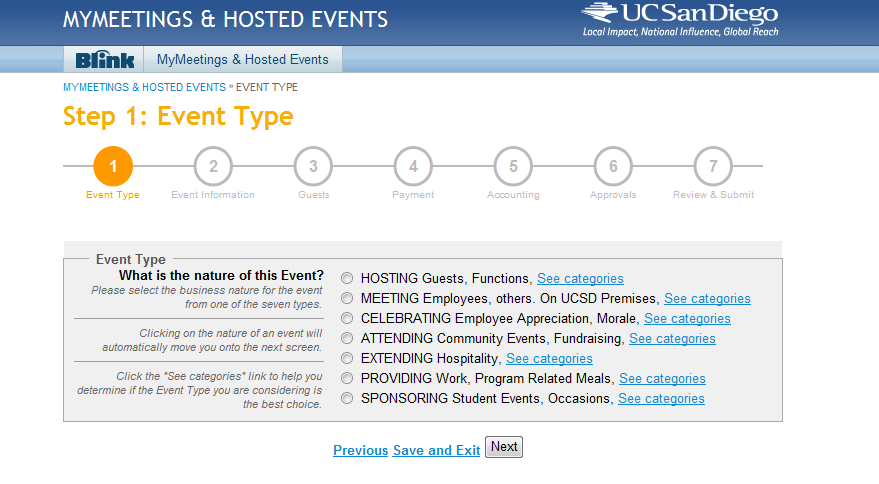 MYMEETINGS & HOSTED EVENTS
UC San Diego
Local Impact, National Influence, Global Reach
Blink
MyMeetings & Hosted Events
MYMEETINGS & HOSTED EVENTS » EVENT TYPE
Step 1: Event Type
1 2 3 4 5 6 7
Event Type Event Information Guests Payment Accounting Approvals Review & Submit
Event Type
What is the nature of this Event?
Please select the business nature for the event
from one of the seven types.
Clicking on the nature of an event will
automatically move you onto the next screen.
Click the "See categories" link to help you
determine if the Event Type you are considering is
the best choice.
HOSTING Guests, Functions, See categories
MEETING Employees, others. On UCSD Premises, See categories
CELEBRATING Employee Appreciation, Morale, See categories
ATTENDING Community Events, Fundraising, See categories
EXTENDING Hospitality, See categories
PROVIDING Work, Program Related Meals, See categories
SPONSORING Student Events, Occasions, See categories
Previous Save and Exit Next